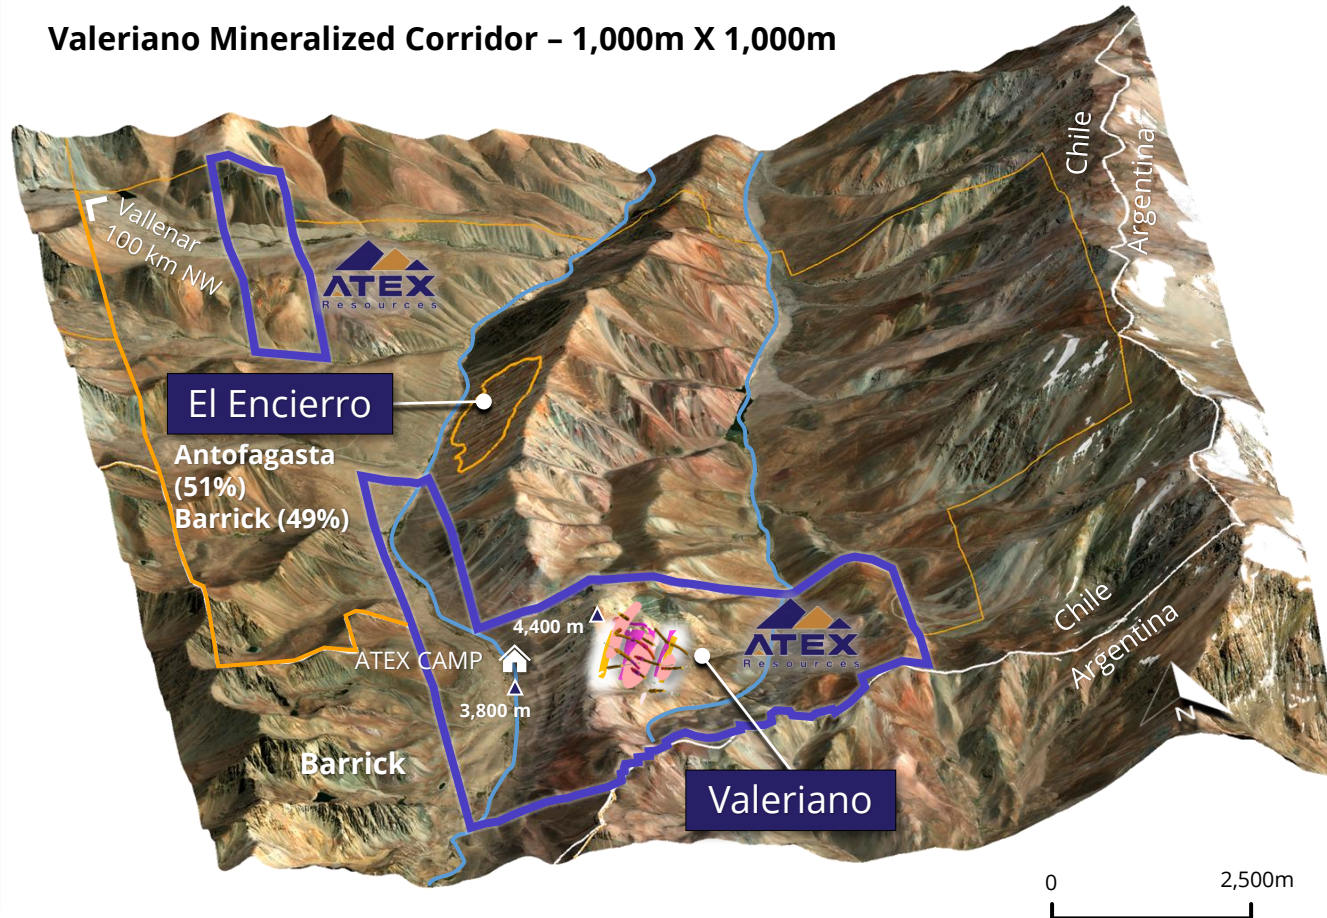 Valeriano Mineralized Corridor – 1,000m X 1,000m
Chile
Argentina
Vallenar
100 km NW
ATEX
Resources
El Encierro
Antofagasta
(51%)
Barrick (49%)
4,400 m
ATEX CAMP
3,800 m
ATEX
Resources
Chile
Argentina
N
Barrick
Valeriano
0
2,500m